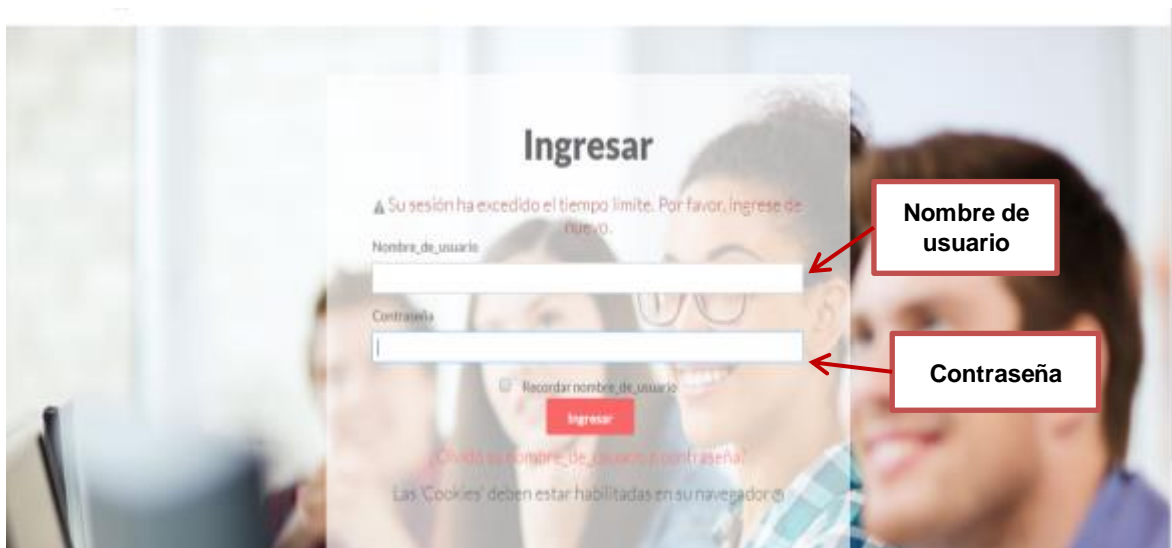 Ingresar
Su sesión ha excedido el tiempo límite. Por favor, ingrese de
nuevo.
Nombre_de_usuario
Nombre de
usuario
Contraseña
Contraseña
Recordar nombre_de_usuario
Ingresar
¿Olvidó su nombre_de_usuario o contraseña?
Las 'Cookies' deben estar habilitadas en su navegador